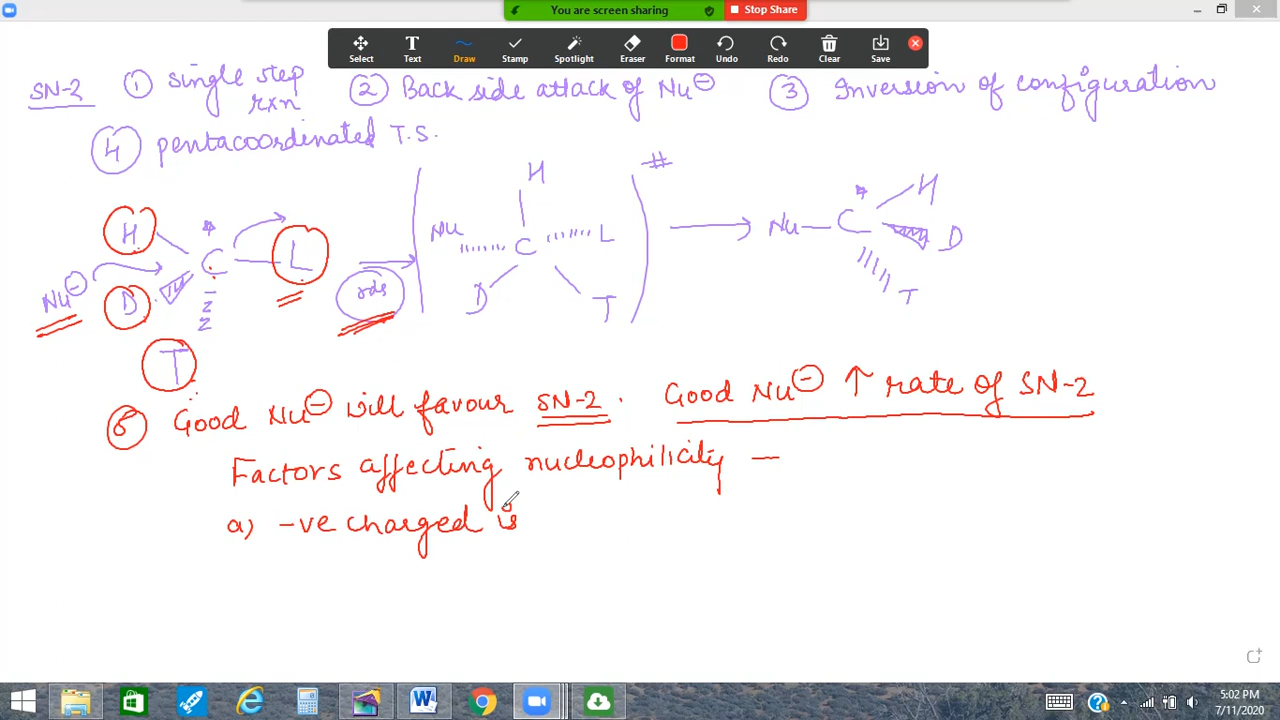 You are screen sharing Stop Share
Select Text Draw Stamp Spotlight Eraser Format Undo Redo Clear Save
SN-2 ① single step rxn ② Back side attack of Nu⊖ ③ Inversion of configuration
④ pentacoordinated T.S.
H C* L Nu⊖ D T
rds
H Nu C L D T #
Nu C* H D T
Good Nu⊖ will favour SN-2. Good Nu⊖ ↑ rate of SN-2
Factors affecting nucleophilicity —
a) -ve charged is
5:02 PM
7/11/2020